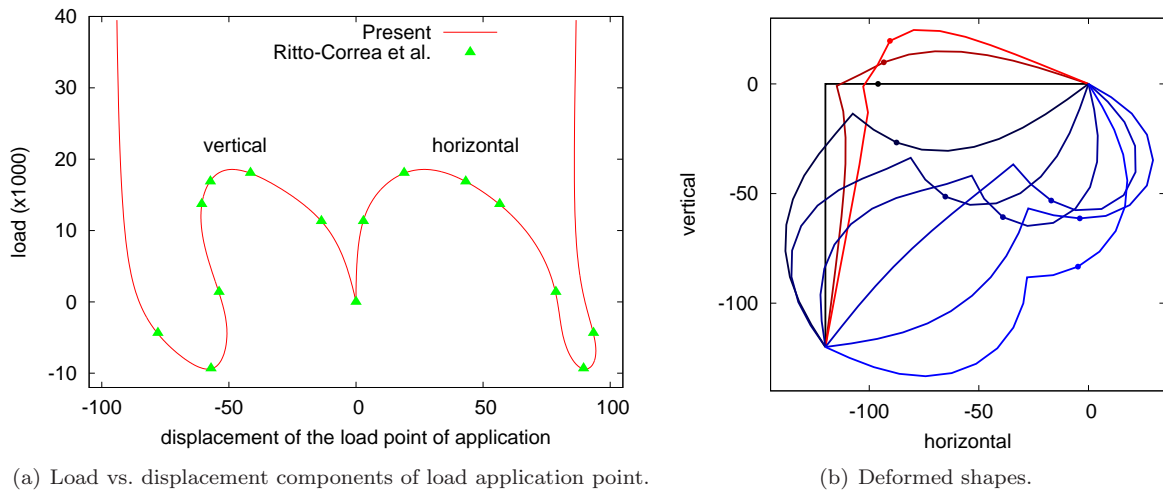 40
30
20
10
0
-10
-100
-50
0
50
100
load (x1000)
displacement of the load point of application
Present
Ritto-Correa et al.
vertical
horizontal
(a) Load vs. displacement components of load application point.
0
-50
-100
-100
-50
0
vertical
horizontal
(b) Deformed shapes.